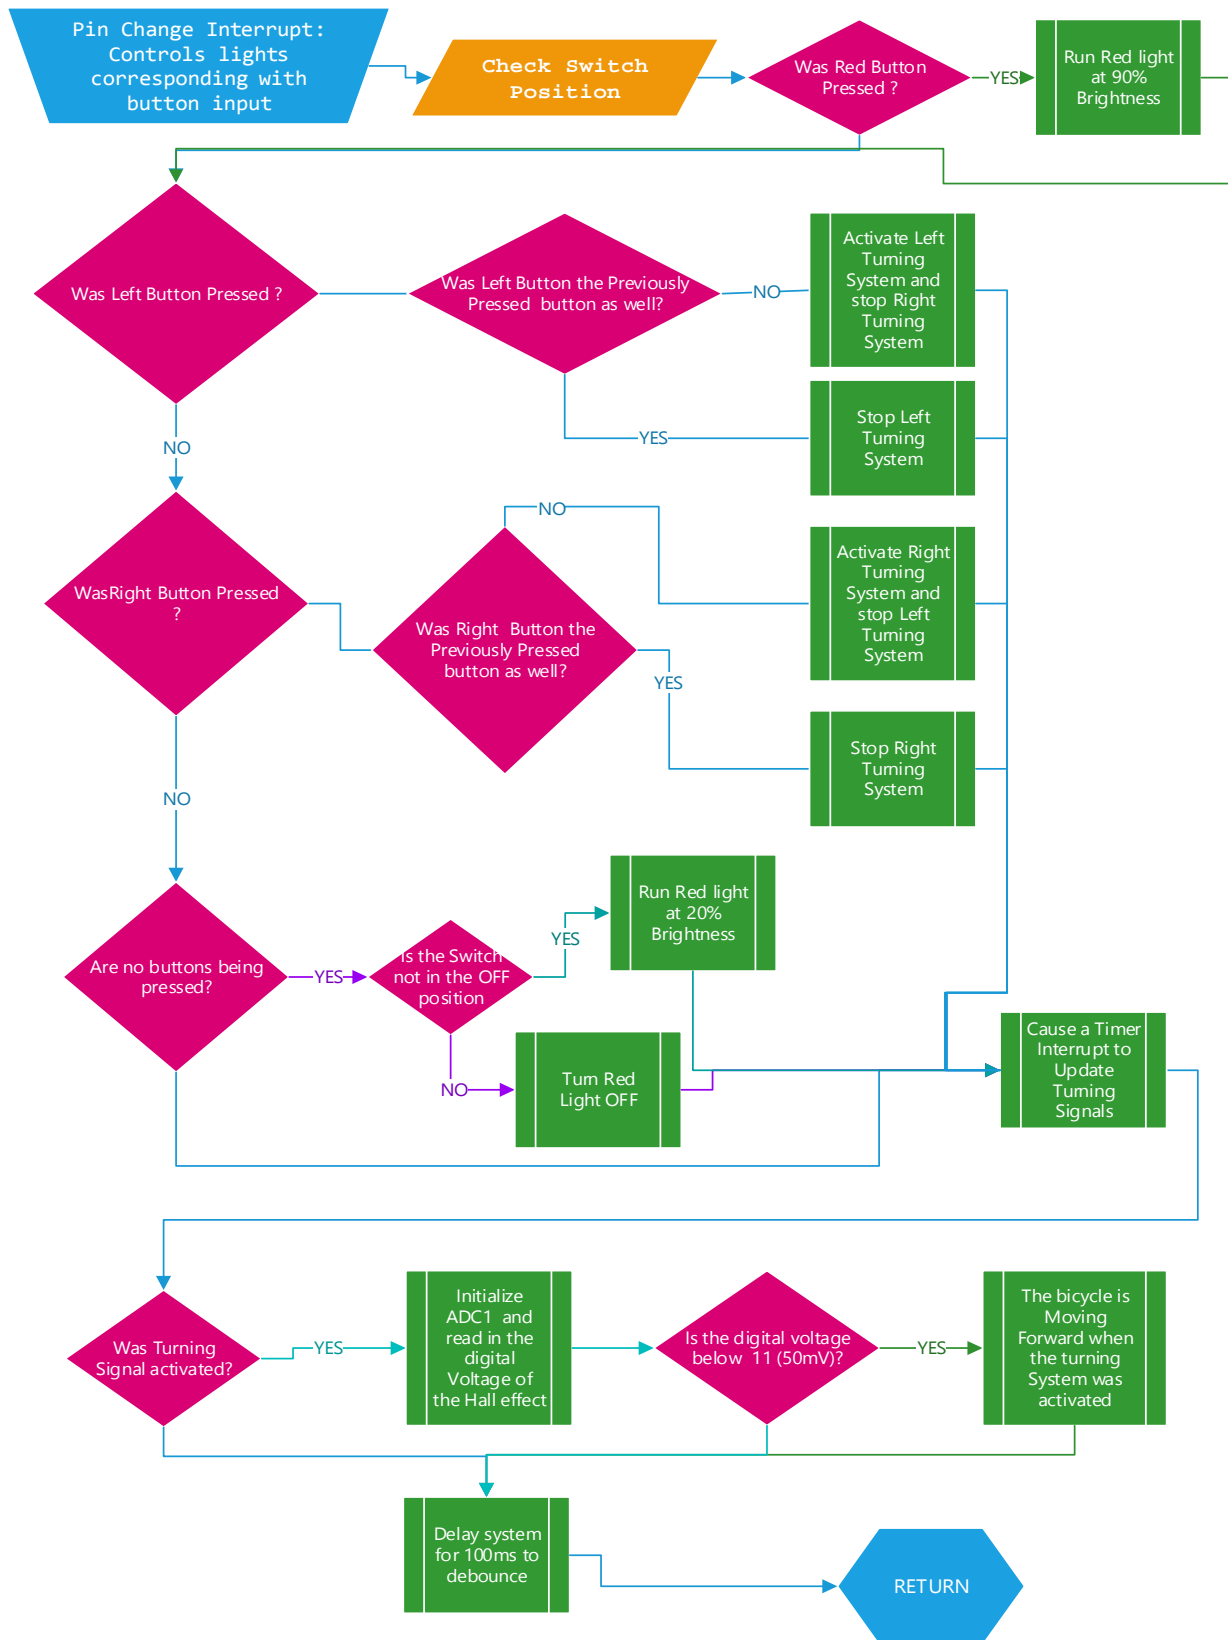 Pin Change Interrupt:
Controls lights
corresponding with
button input
Check Switch
Position
Was Red Button
Pressed ?
YES
Run Red light
at 90%
Brightness
Was Left Button Pressed ?
Was Left Button the Previously
Pressed button as well?
NO
Activate Left
Turning
System and
stop Right
Turning
System
YES
Stop Left
Turning
System
NO
WasRight Button Pressed
?
Was Right Button the
Previously Pressed
button as well?
NO
Activate Right
Turning
System and
stop Left
Turning
System
YES
Stop Right
Turning
System
NO
Are no buttons being
pressed?
YES
Is the Switch
not in the OFF
position
YES
Run Red light
at 20%
Brightness
NO
Turn Red
Light OFF
Cause a Timer
Interrupt to
Update
Turning
Signals
Was Turning
Signal activated?
YES
Initialize
ADC1 and
read in the
digital
Voltage of
the Hall effect
Is the digital voltage
below 11 (50mV)?
YES
The bicycle is
Moving
Forward when
the turning
System was
activated
Delay system
for 100ms to
debounce
RETURN